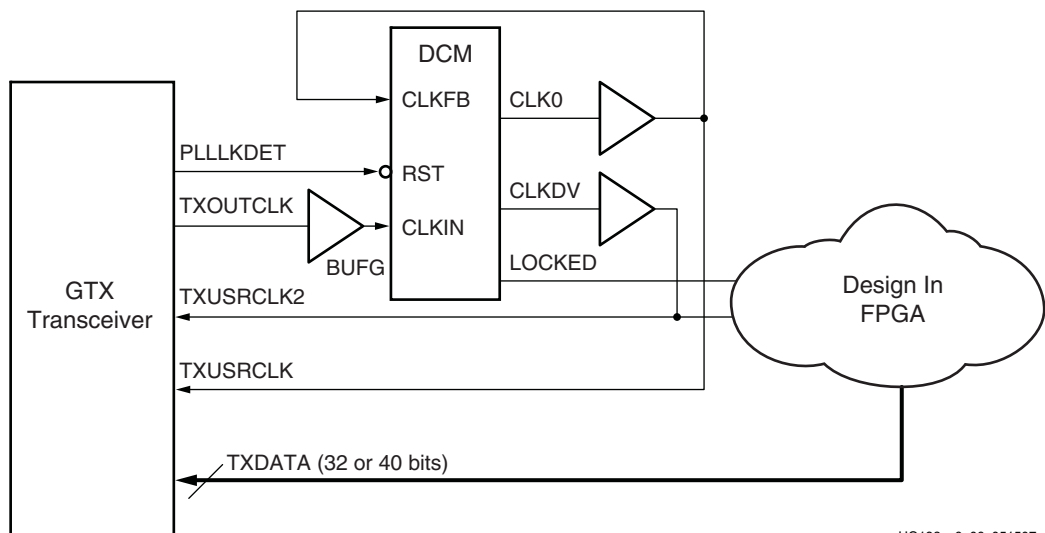 DCM
CLKFB
CLK0
PLLLKDET
RST
TXOUTCLK
CLKDV
CLKIN
BUFG
LOCKED
GTX
Transceiver
TXUSRCLK2
Design In
FPGA
TXUSRCLK
TXDATA (32 or 40 bits)